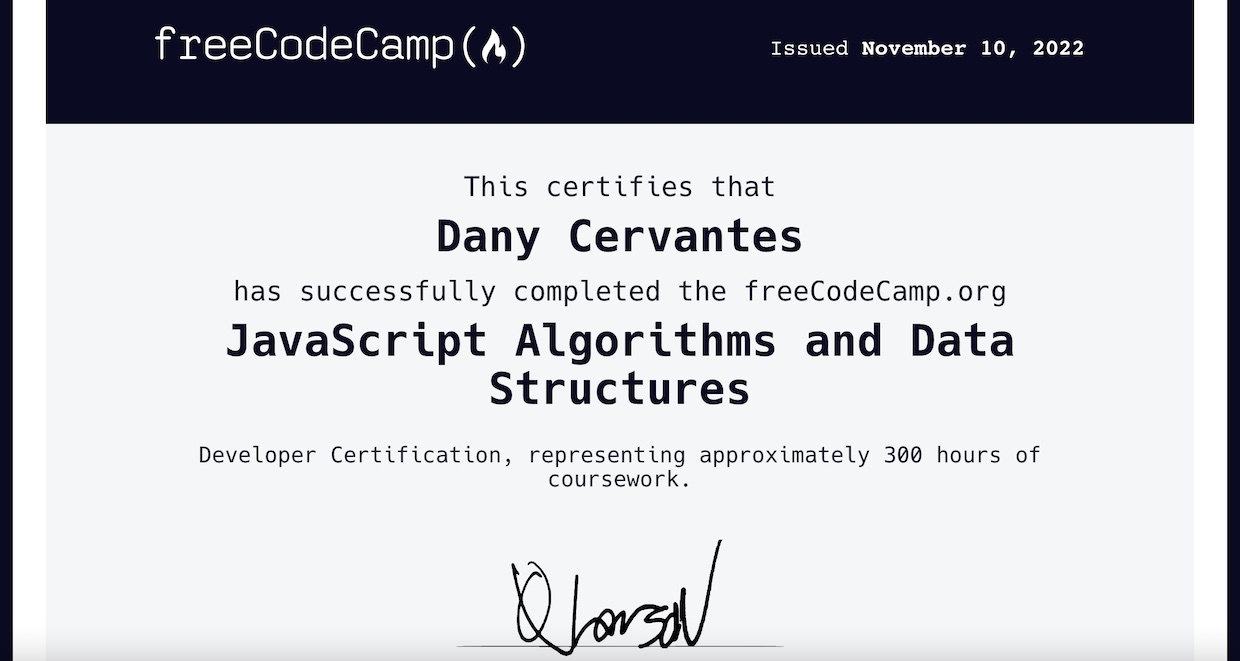 freeCodeCamp(🔥)
Issued November 10, 2022
This certifies that
Dany Cervantes
has successfully completed the freeCodeCamp.org
JavaScript Algorithms and Data
Structures
Developer Certification, representing approximately 300 hours of
coursework.